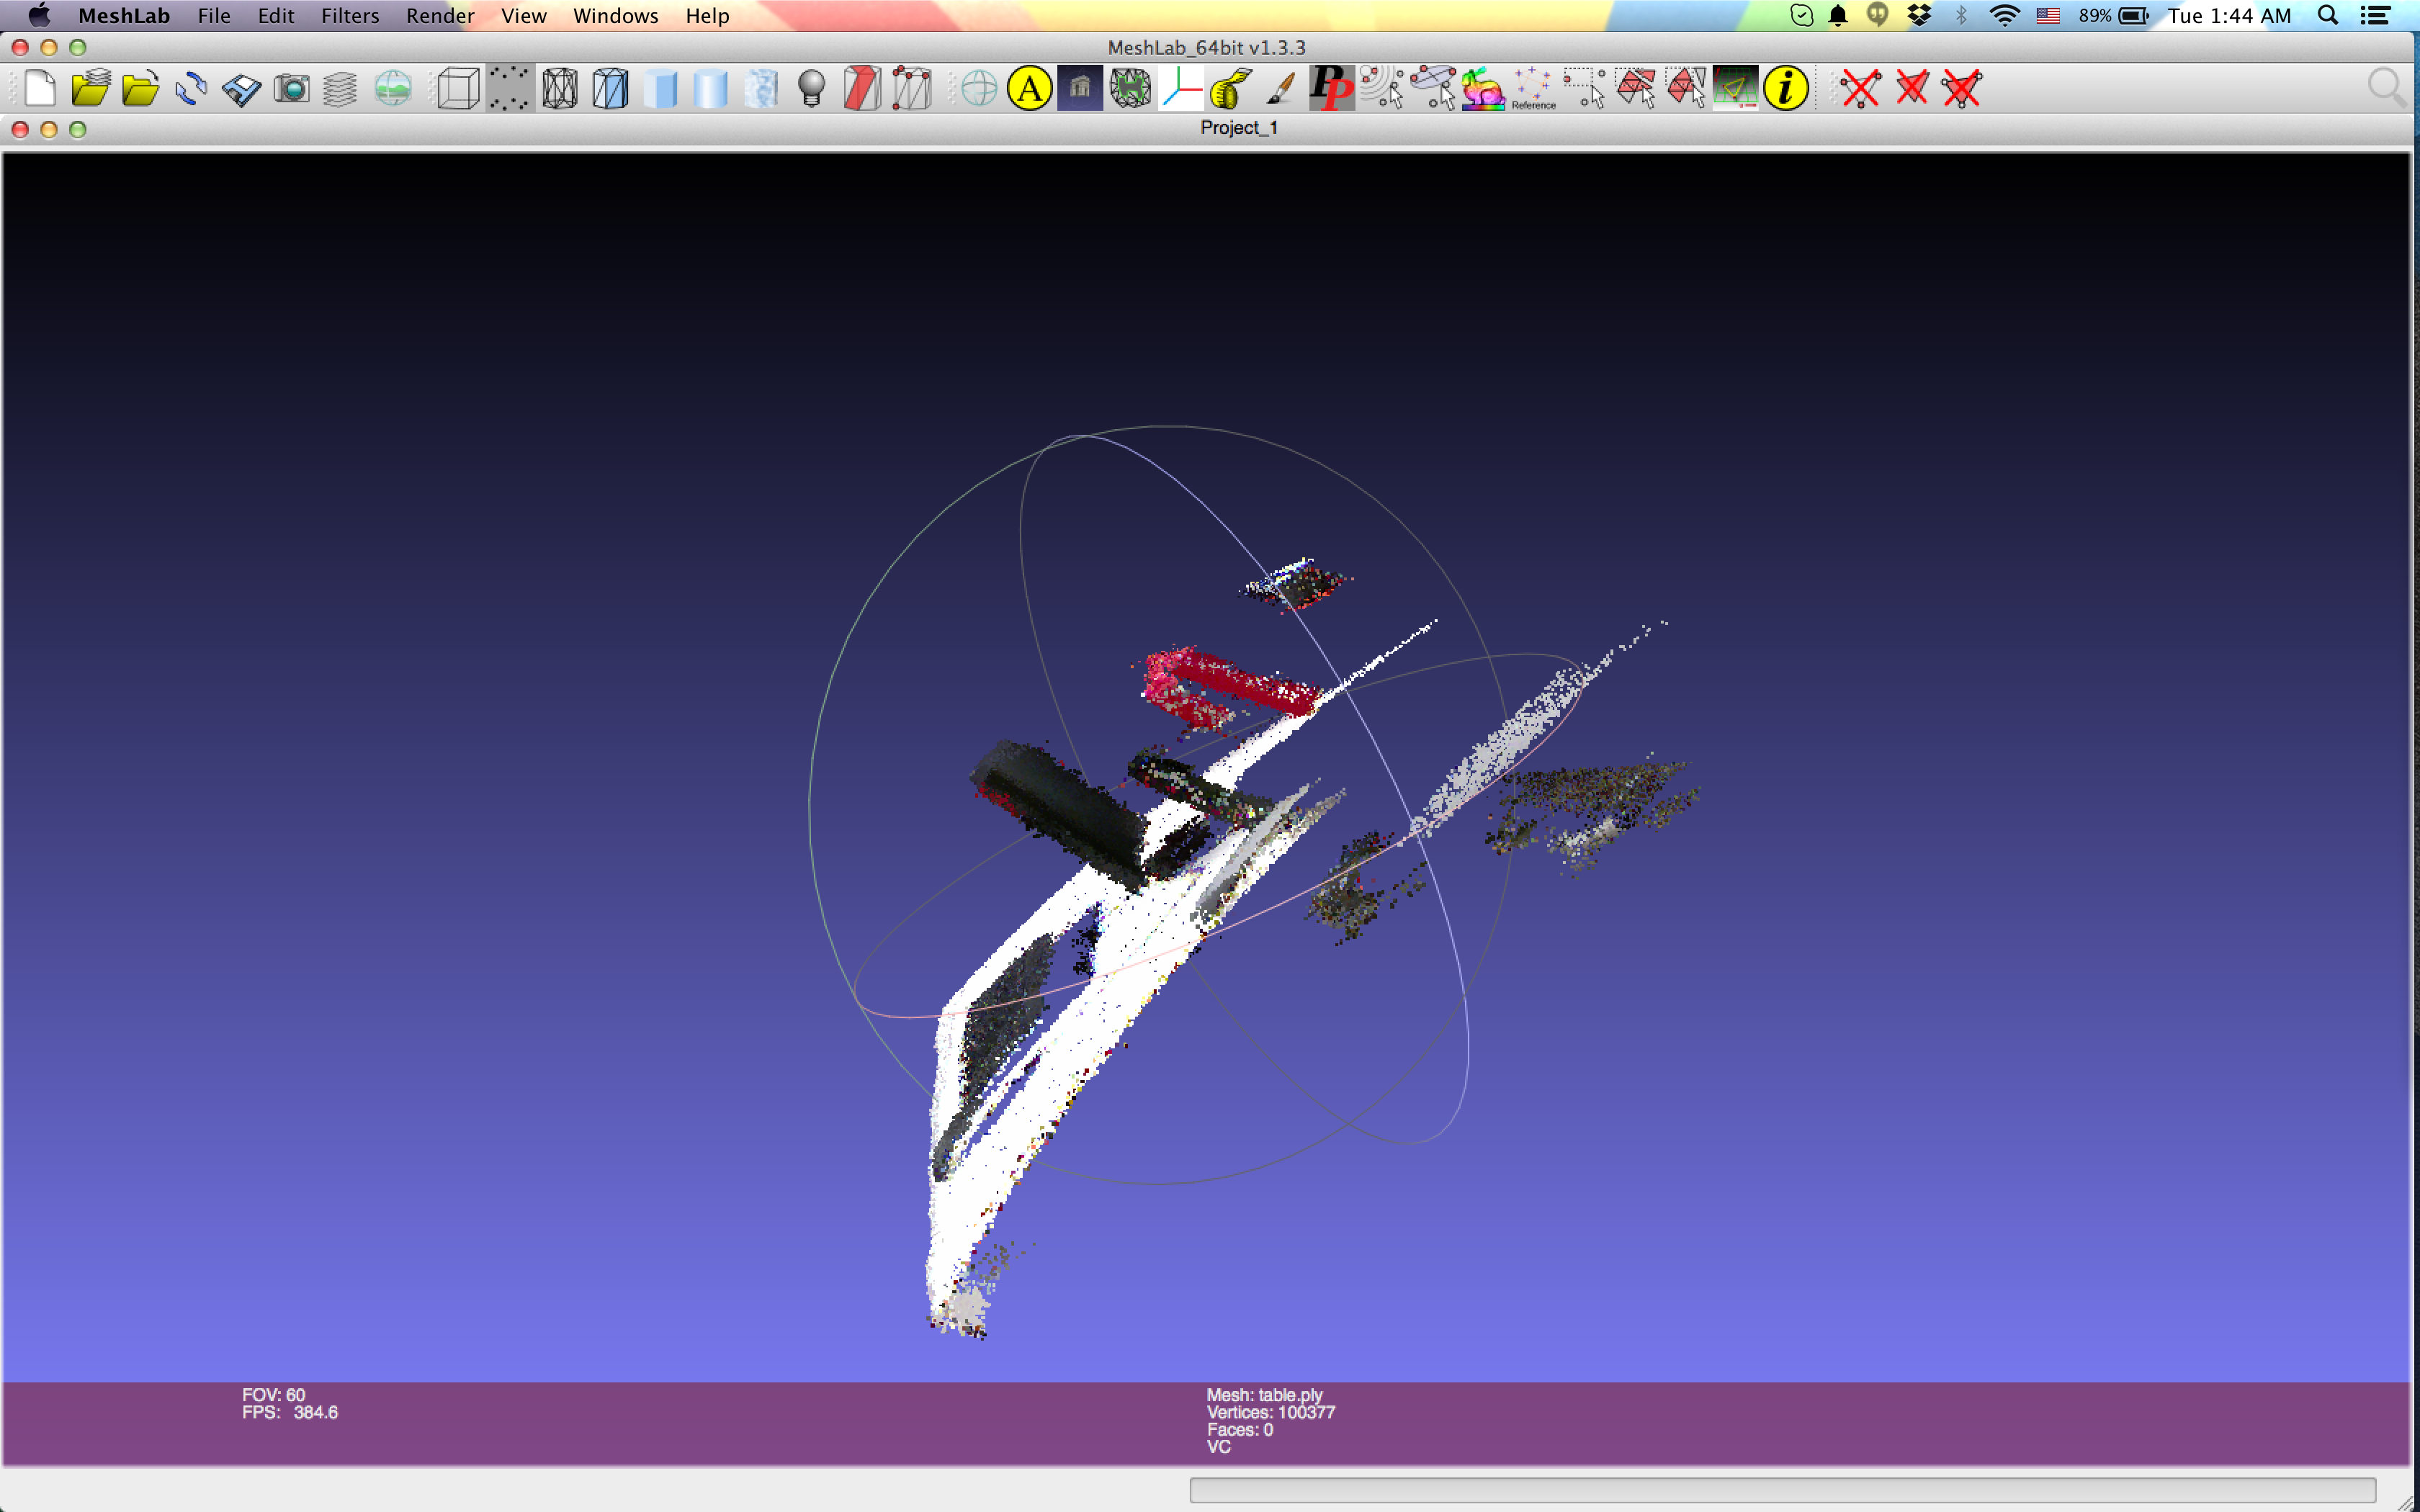 MeshLab File Edit Filters Render View Windows Help 89% Tue 1:44 AM
MeshLab_64bit v1.3.3
A PP Reference i
Project_1
FOV: 60
FPS: 384.6
Mesh: table.ply
Vertices: 100377
Faces: 0
VC